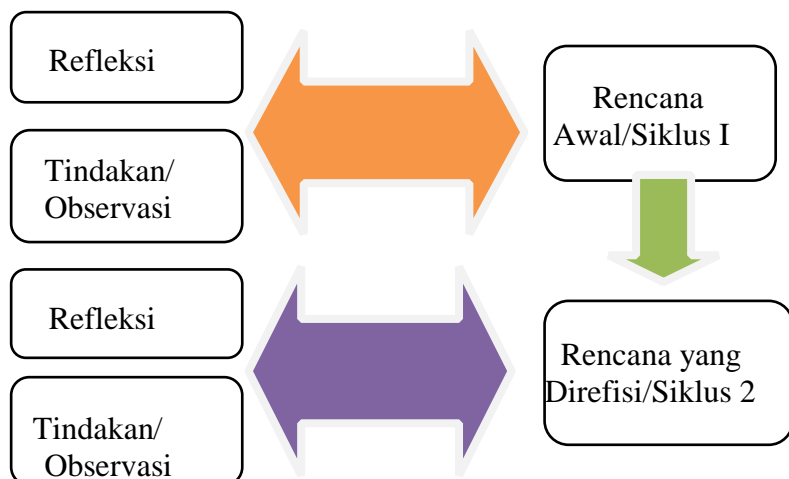 Refleksi
Tindakan/
Observasi
Rencana
Awal/Siklus I
Refleksi
Tindakan/
Observasi
Rencana yang
Direfisi/Siklus 2